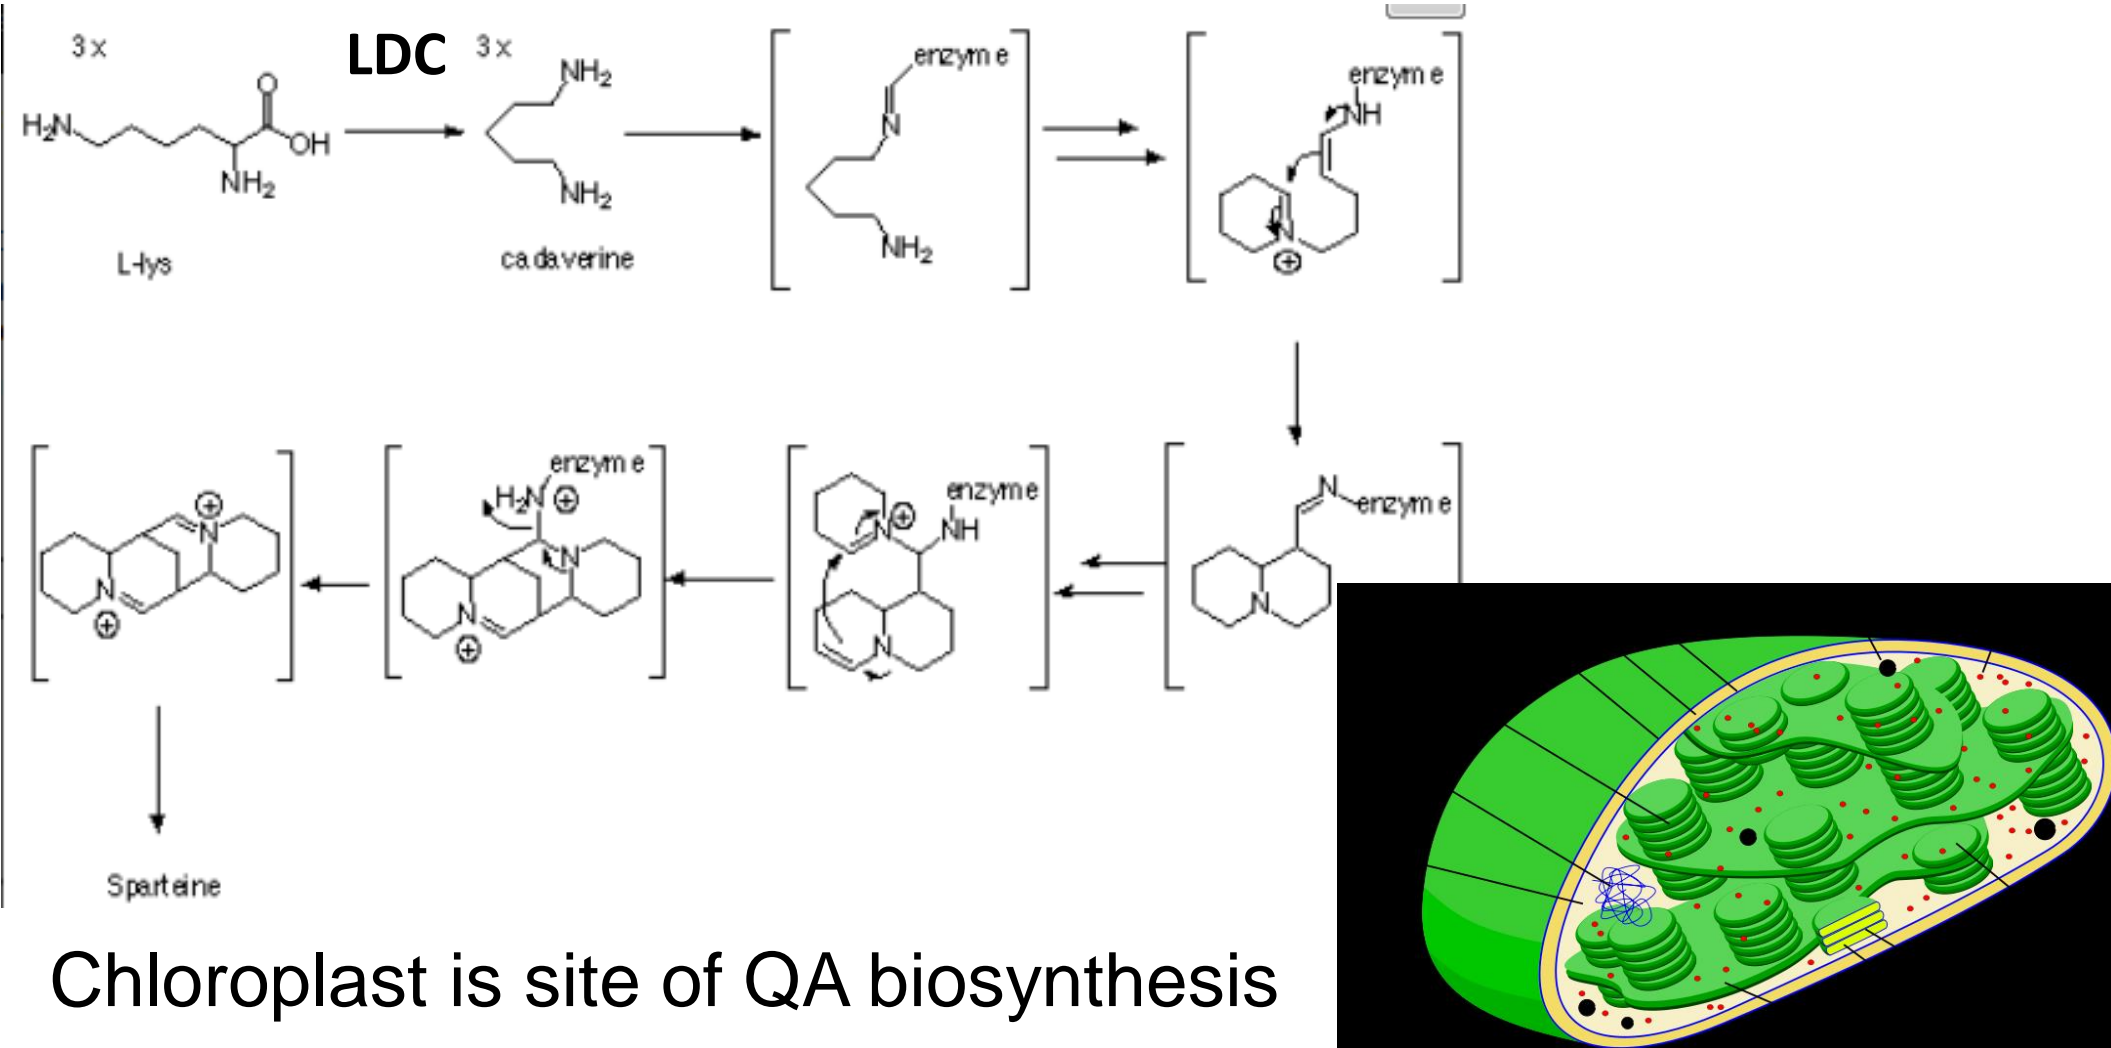 3 x
LDC
3 x
H₂N
O
OH
NH₂
L-lys
NH₂
NH₂
cadaverine
enzyme
N
NH₂
enzyme
NH
N
+
enzyme
H₂N
+
N
N
+
+
N
N
+
enzyme
NH
N
+
N
N
enzyme
N
Sparteine
Chloroplast is site of QA biosynthesis